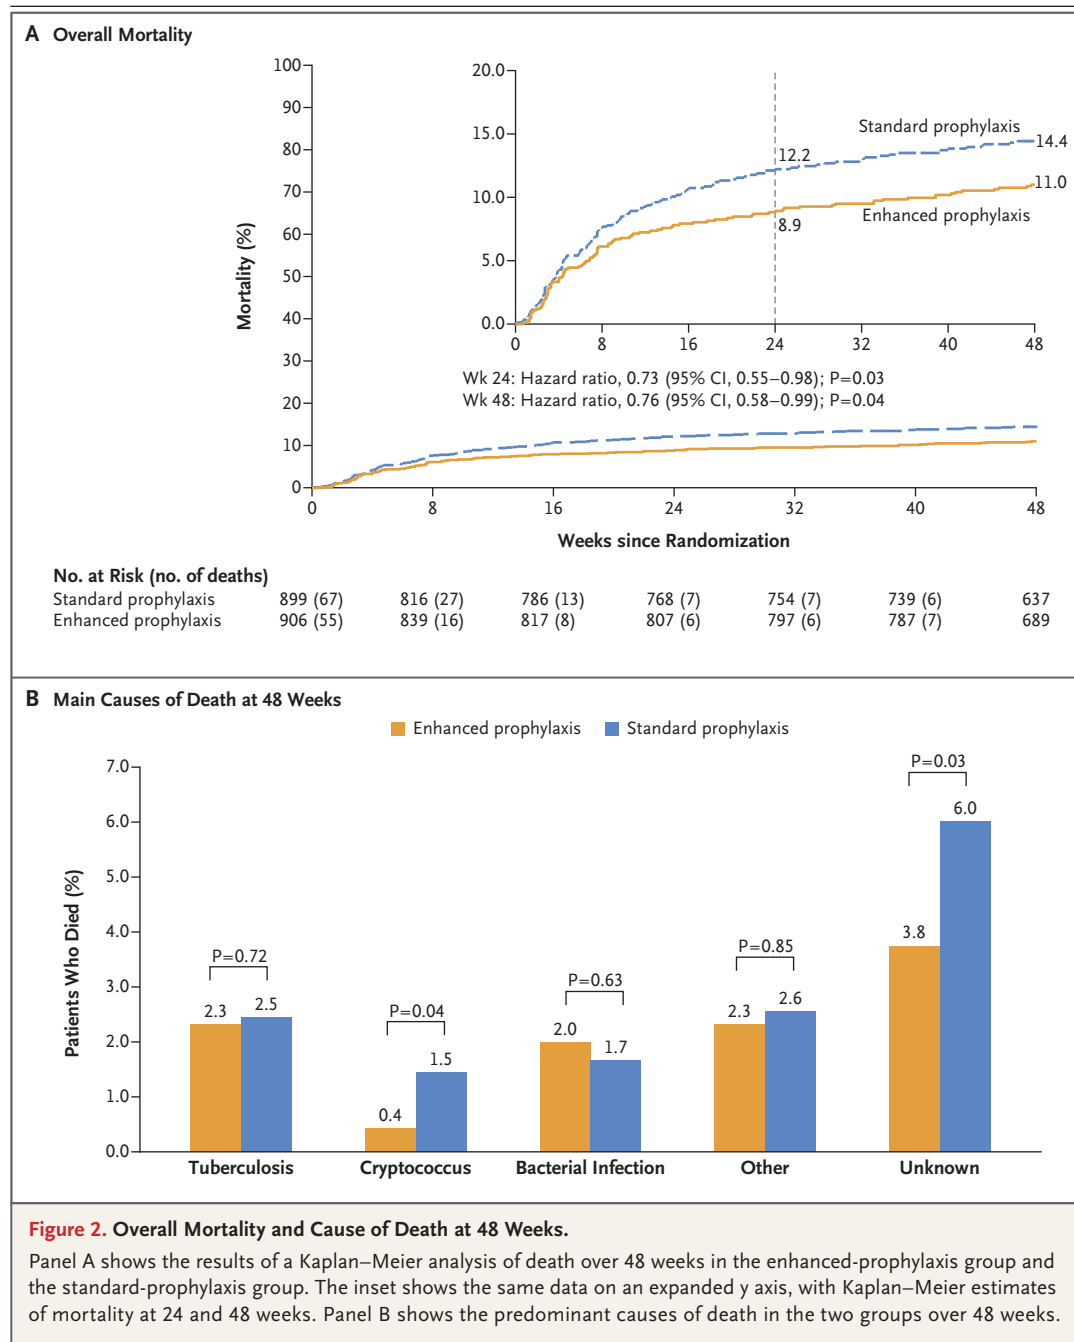 A Overall Mortality
100
90
80
70
60
50
40
30
20
10
0
Mortality (%)
20.0
15.0
10.0
5.0
0.0
Standard prophylaxis
14.4
12.2
11.0
Enhanced prophylaxis
8.9
0 8 16 24 32 40 48
Wk 24: Hazard ratio, 0.73 (95% CI, 0.55–0.98); P=0.03
Wk 48: Hazard ratio, 0.76 (95% CI, 0.58–0.99); P=0.04
0 8 16 24 32 40 48
Weeks since Randomization
No. at Risk (no. of deaths)
Standard prophylaxis 899 (67) 816 (27) 786 (13) 768 (7) 754 (7) 739 (6) 637
Enhanced prophylaxis 906 (55) 839 (16) 817 (8) 807 (6) 797 (6) 787 (7) 689
B Main Causes of Death at 48 Weeks
Enhanced prophylaxis Standard prophylaxis
7.0
6.0
5.0
4.0
3.0
2.0
1.0
0.0
Patients Who Died (%)
P=0.72
2.3 2.5
P=0.04
0.4 1.5
P=0.63
2.0 1.7
P=0.85
2.3 2.6
P=0.03
3.8 6.0
Tuberculosis Cryptococcus Bacterial Infection Other Unknown
Figure 2. Overall Mortality and Cause of Death at 48 Weeks.
Panel A shows the results of a Kaplan–Meier analysis of death over 48 weeks in the enhanced-prophylaxis group and
the standard-prophylaxis group. The inset shows the same data on an expanded y axis, with Kaplan–Meier estimates
of mortality at 24 and 48 weeks. Panel B shows the predominant causes of death in the two groups over 48 weeks.